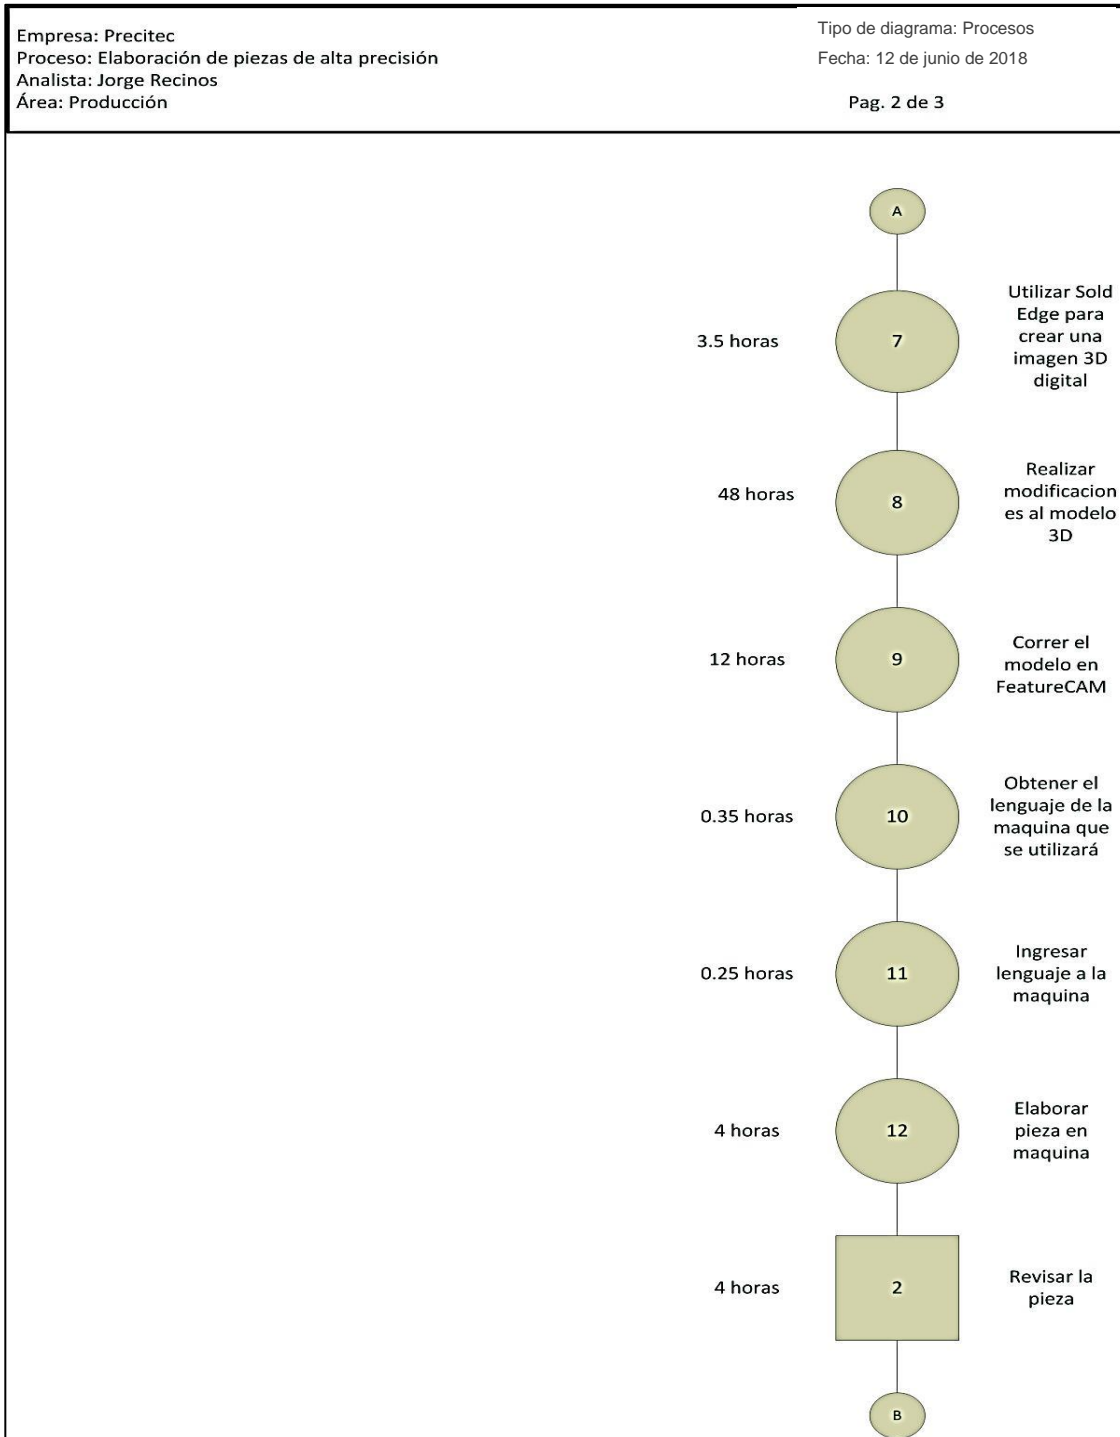 Empresa: Precitec
Proceso: Elaboración de piezas de alta precisión
Analista: Jorge Recinos
Área: Producción
Tipo de diagrama: Procesos
Fecha: 12 de junio de 2018
Pag. 2 de 3
A
3.5 horas
7
Utilizar Sold
Edge para
crear una
imagen 3D
digital
48 horas
8
Realizar
modificacion
es al modelo
3D
12 horas
9
Correr el
modelo en
FeatureCAM
0.35 horas
10
Obtener el
lenguaje de la
maquina que
se utilizará
0.25 horas
11
Ingresar
lenguaje a la
maquina
4 horas
12
Elaborar
pieza en
maquina
4 horas
2
Revisar la
pieza
B